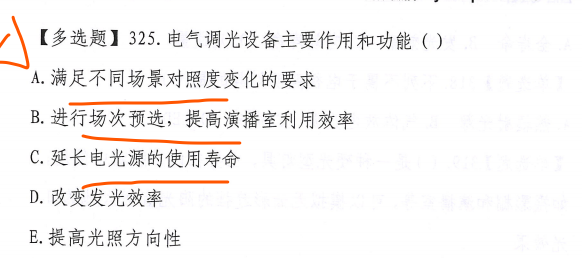 【多选题】325.电气调光设备主要作用和功能（）
A.满足不同场景对照度变化的要求
B.进行场次预选，提高演播室利用效率
C.延长电光源的使用寿命
D.改变发光效率
E.提高光照方向性